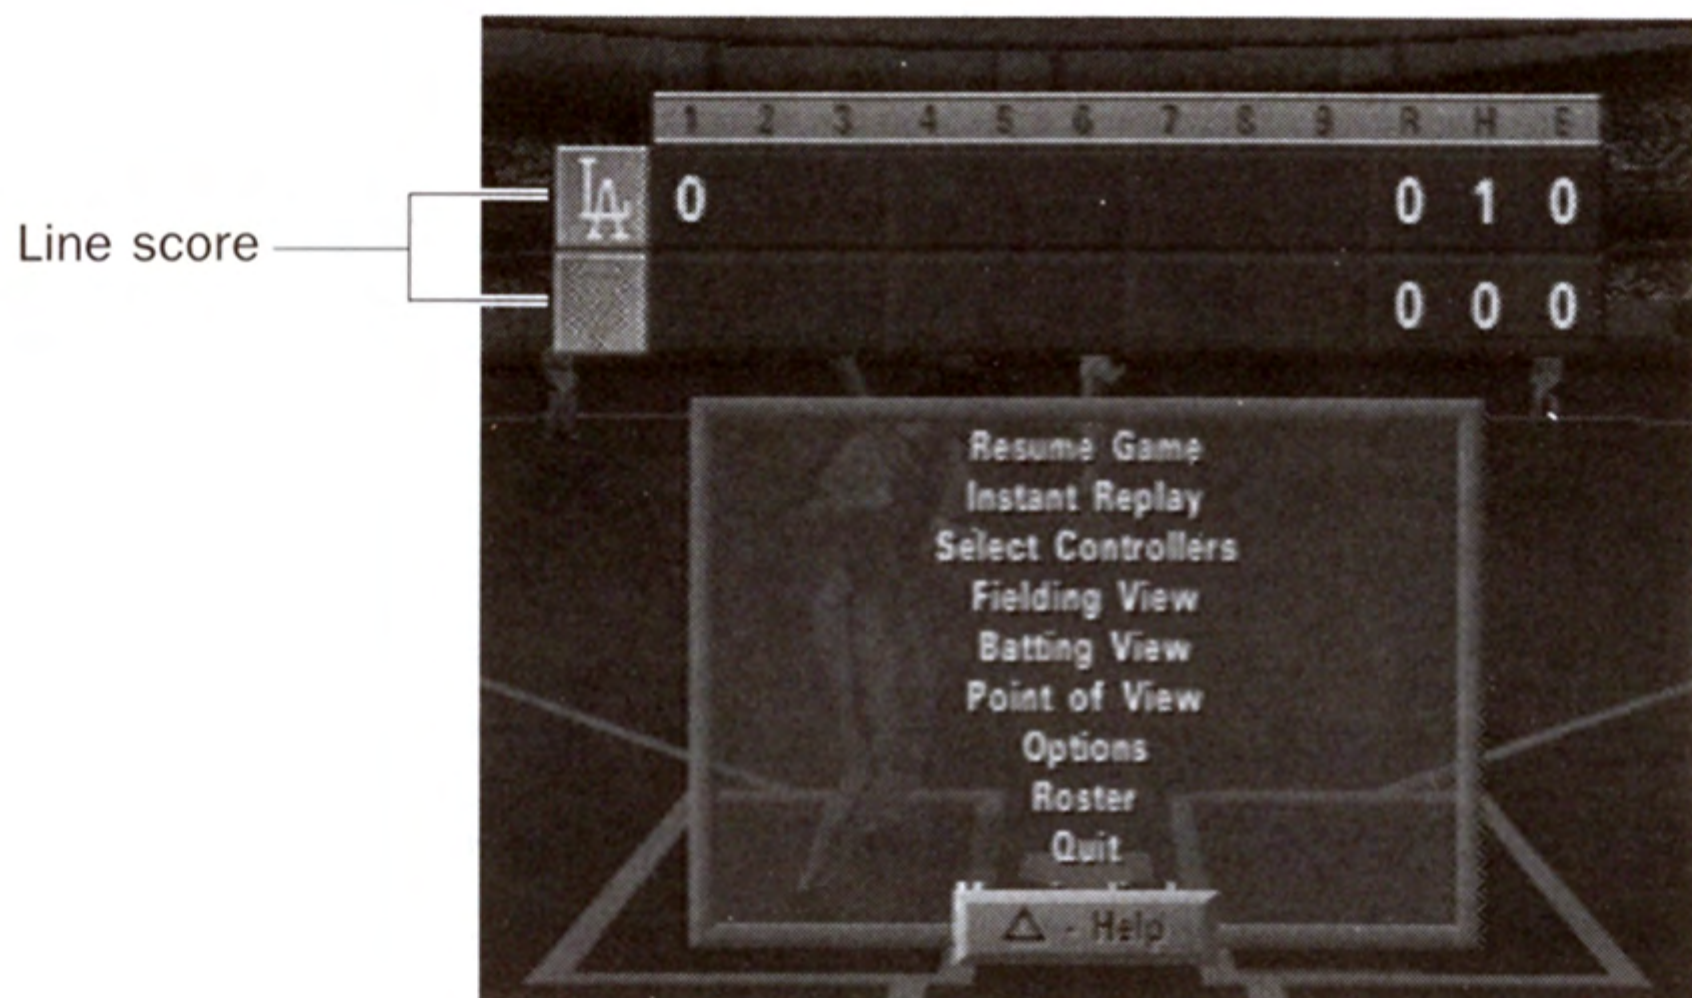 1 2 3 4 5 6 7 8 9 R H E
LA 0 0 1 0
Line score
0 0 0
Resume Game
Instant Replay
Select Controllers
Fielding View
Batting View
Point of View
Options
Roster
Quit
△ - Help